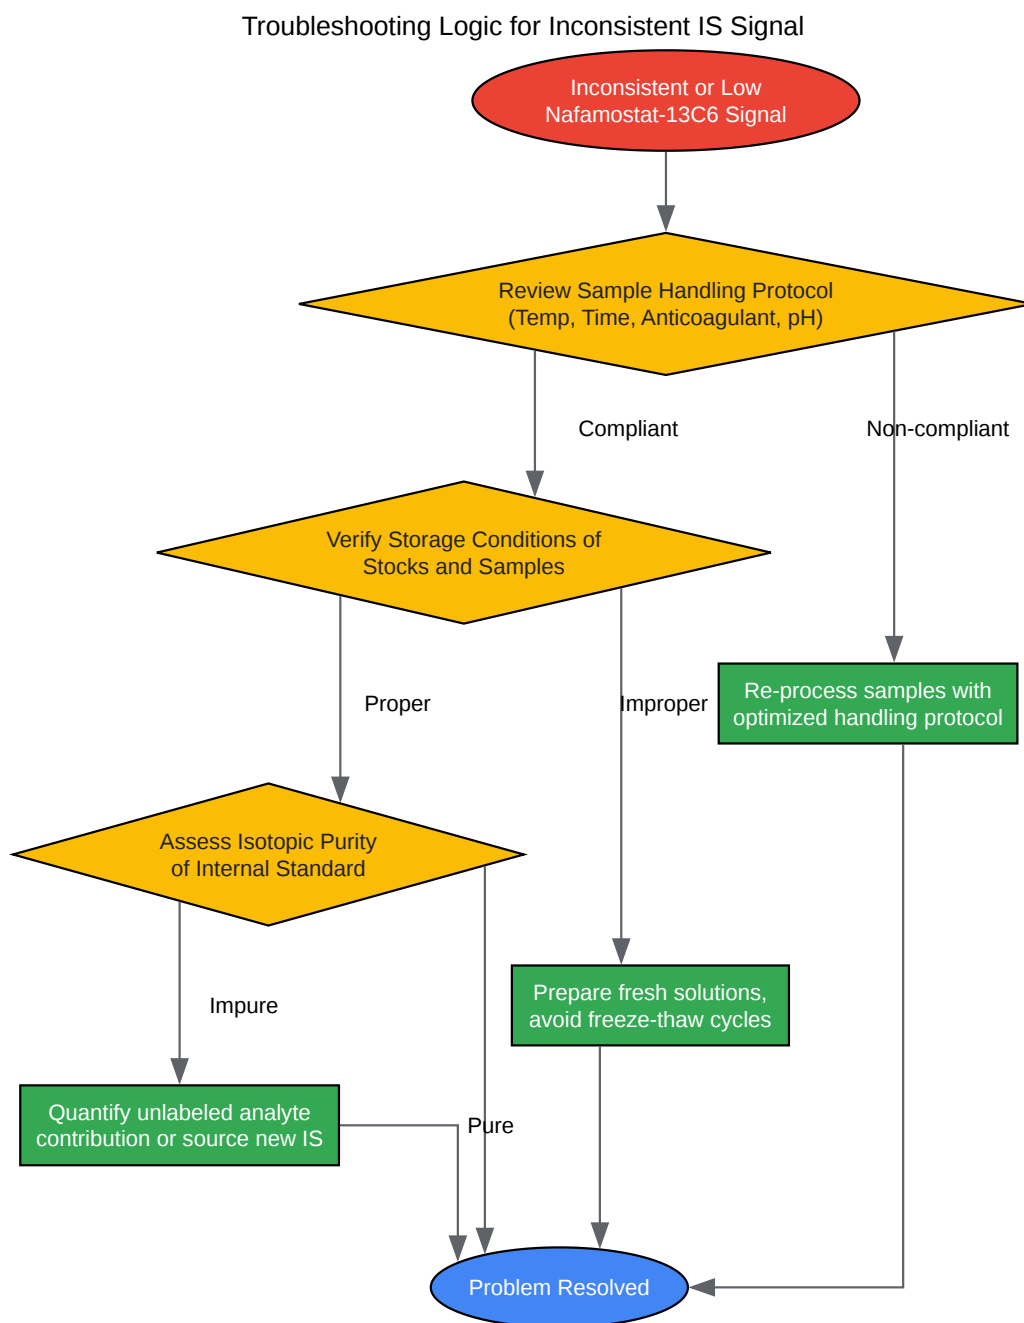 Troubleshooting Logic for Inconsistent IS Signal
Inconsistent or Low
Nafamostat-13C6 Signal
Review Sample Handling Protocol
(Temp, Time, Anticoagulant, pH)
Compliant
Non-compliant
Verify Storage Conditions of
Stocks and Samples
Proper
Improper
Re-process samples with
optimized handling protocol
Assess Isotopic Purity
of Internal Standard
Impure
Prepare fresh solutions,
avoid freeze-thaw cycles
Quantify unlabeled analyte
contribution or source new IS
Pure
Problem Resolved